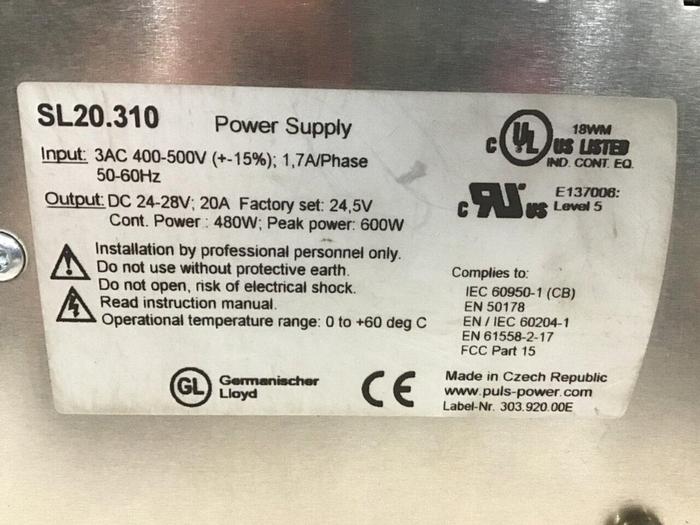 SL20.310 Power Supply
Input: 3AC 400-500V (+-15%); 1,7A/Phase
50-60Hz
Output: DC 24-28V; 20A Factory set: 24,5V
Cont. Power : 480W; Peak power: 600W
Installation by professional personnel only.
Do not use without protective earth.
Do not open, risk of electrical shock.
Read instruction manual.
Operational temperature range: 0 to +60 deg C
GL Germanischer
Lloyd
CE
C UL US LISTED
18WM
IND. CONT. EQ.
c RU US
E137006:
Level 5
Complies to:
IEC 60950-1 (CB)
EN 50178
EN / IEC 60204-1
EN 61558-2-17
FCC Part 15
Made in Czech Republic
www.puls-power.com
Label-Nr. 303.920.00E